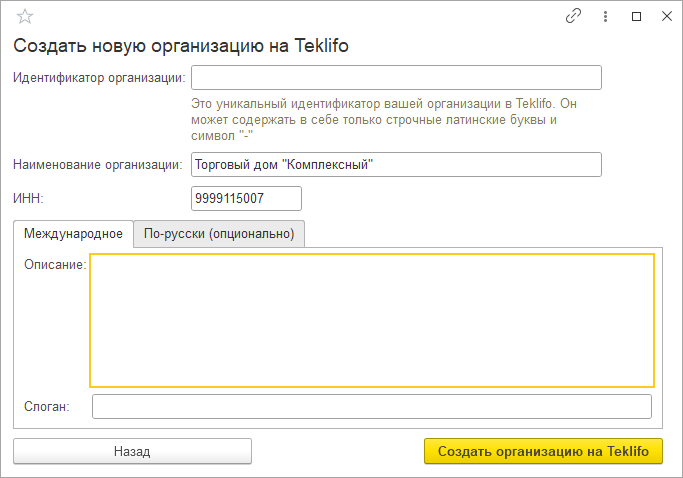 Создать новую организацию на Teklifo
Идентификатор организации:
Это уникальный идентификатор вашей организации в Teklifo. Он
может содержать в себе только строчные латинские буквы и
символ "-"
Наименование организации: Торговый дом "Комплексный"
ИНН: 9999115007
Международное По-русски (опционально)
Описание:
Слоган:
Назад Создать организацию на Teklifo